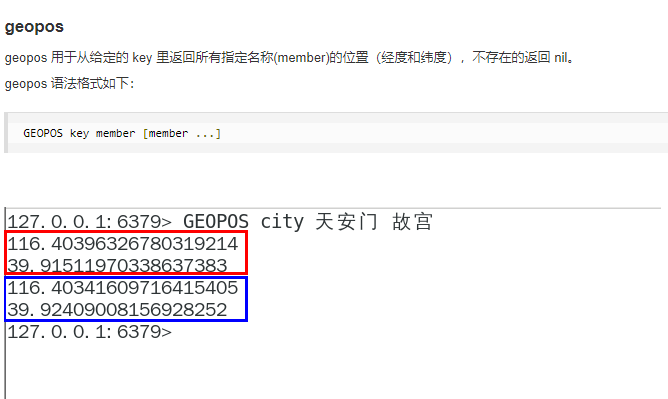 geopos
geopos 用于从给定的 key 里返回所有指定名称(member)的位置（经度和纬度），不存在的返回 nil。
geopos 语法格式如下：
GEOPOS key member [member ...]
127.0.0.1:6379> GEOPOS city 天安门 故宫
116.40396326780319214
39.91511970338637383
116.40341609716415405
39.92409008156928252
127.0.0.1:6379>